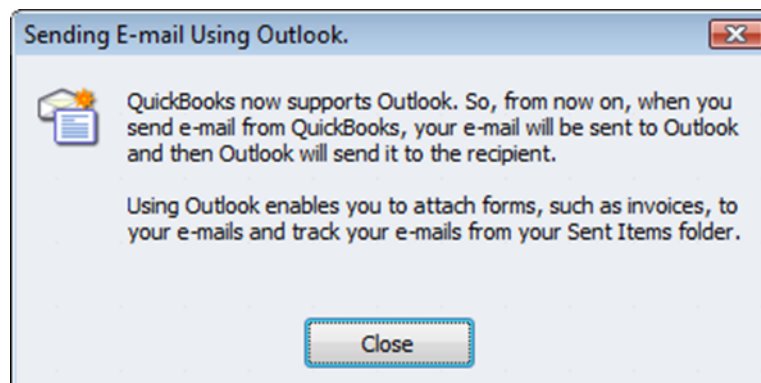 Sending E-mail Using Outlook.
QuickBooks now supports Outlook. So, from now on, when you
send e-mail from QuickBooks, your e-mail will be sent to Outlook
and then Outlook will send it to the recipient.
Using Outlook enables you to attach forms, such as invoices, to
your e-mails and track your e-mails from your Sent Items folder.
Close